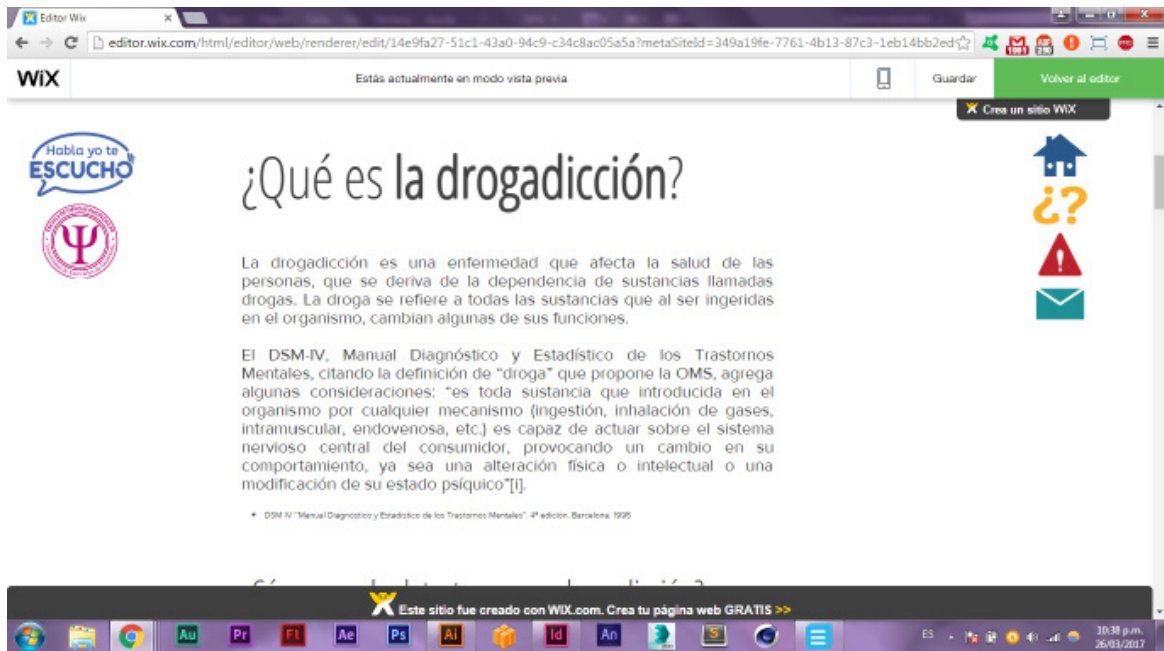 Editor Wix
editor.wix.com/html/editor/web/renderer/edit/14e9fa27-51c1-43a0-94c9-c34c8ac05a5a?metaSiteId=349a19fe-7761-4b13-87c3-1eb14bb2ed
WiX
Estás actualmente en modo vista previa
Guardar
Volver al editor
Crea un sitio WiX
Habla yo te
ESCUCHO
¿Qué es la drogadicción?
¿?
La drogadicción es una enfermedad que afecta la salud de las
personas, que se deriva de la dependencia de sustancias llamadas
drogas. La droga se refiere a todas las sustancias que al ser ingeridas
en el organismo, cambian algunas de sus funciones.
El DSM-IV, Manual Diagnóstico y Estadístico de los Trastornos
Mentales, citando la definición de “droga” que propone la OMS, agrega
algunas consideraciones: “es toda sustancia que introducida en el
organismo por cualquier mecanismo (ingestión, inhalación de gases,
intramuscular, endovenosa, etc.) es capaz de actuar sobre el sistema
nervioso central del consumidor, provocando un cambio en su
comportamiento, ya sea una alteración física o intelectual o una
modificación de su estado psíquico”[i].
DSM IV “Manual Diagnostico y Estadistico de los Trastornos Mentales”. 4ª edición. Barcelona. 1995
Este sitio fue creado con WIX.com. Crea tu página web GRATIS >>
Au Pr Fl Ae Ps Ai Id An S
ES
10:38 p.m.
26/03/2017